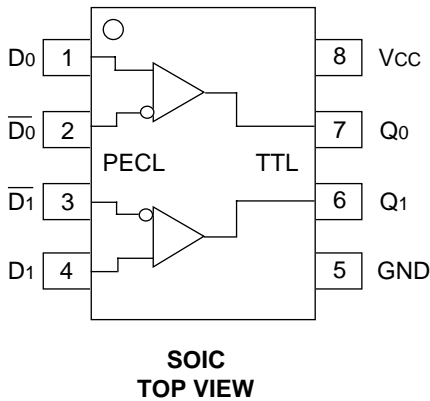 D0 1 8 VCC
D̅0̅ 2 7 Q0
PECL TTL
D̅1̅ 3 6 Q1
D1 4 5 GND
SOIC
TOP VIEW